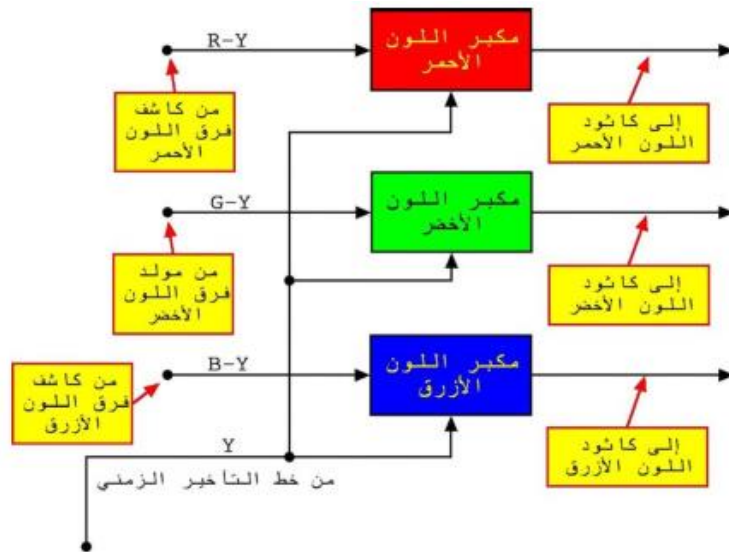 R-Y
مكبر اللون
الأحمر
من كاشف
فرق اللون
الأحمر
إلى كاثود
اللون الأحمر
G-Y
مكبر اللون
الأخضر
من مولد
فرق اللون
الأخضر
إلى كاثود
اللون الأخضر
B-Y
مكبر اللون
الأزرق
من كاشف
فرق اللون
الأزرق
إلى كاثود
اللون الأزرق
Y
من خط التأخير الزمني